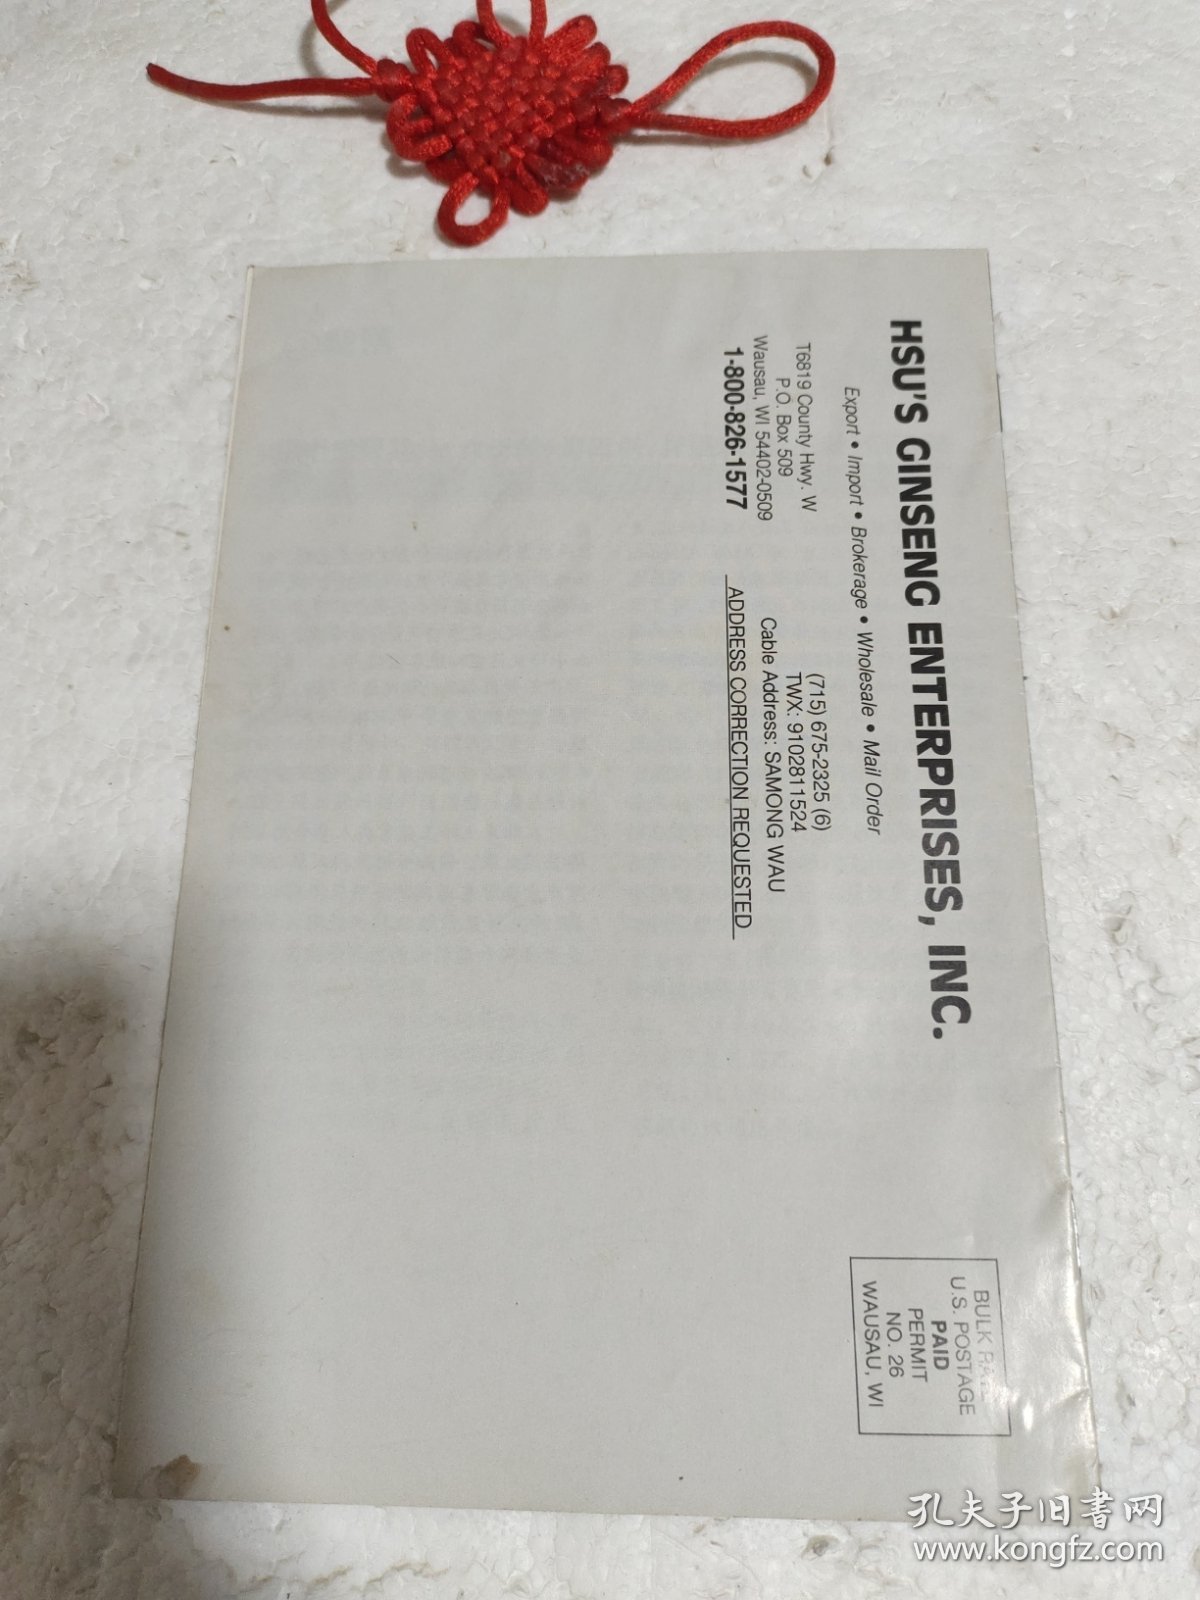 HSU'S GINSENG ENTERPRISES, INC.
Export • Import • Brokerage • Wholesale • Mail Order
T6819 County Hwy. W
P.O. Box 509
Wausau, WI 54402-0509
1-800-826-1577
(715) 675-2325 (6)
TWX: 9102811524
Cable Address: SAMONG WAU
ADDRESS CORRECTION REQUESTED
BULK
U.S. POSTAGE
PAID
PERMIT
NO. 26
WAUSAU, WI
孔夫子旧書网
www.kongfz.com